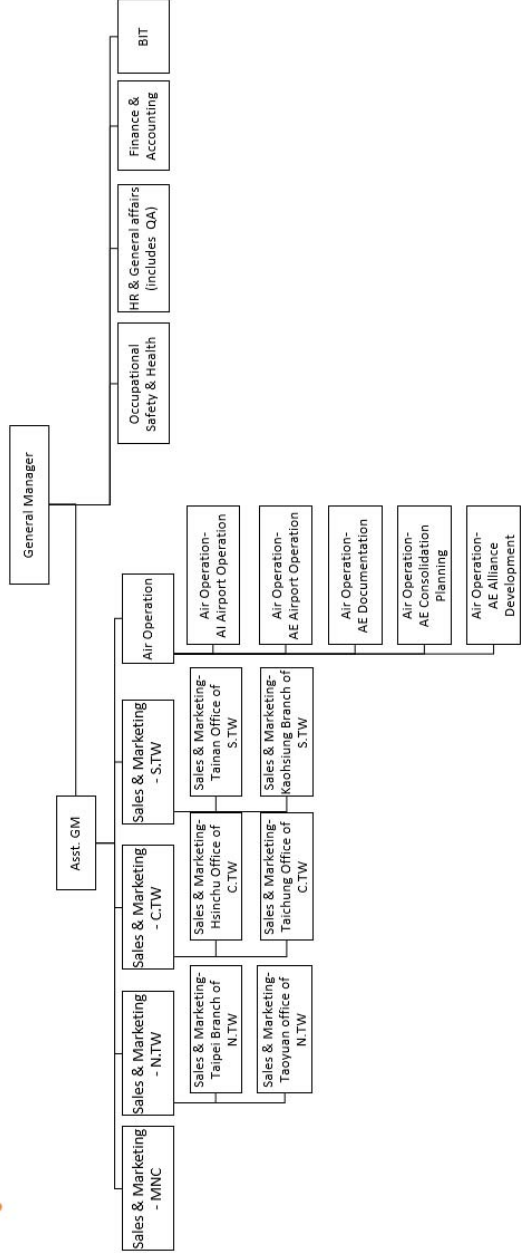 General Manager
Asst. GM
Occupational
Safety & Health
HR & General affairs
(includes QA)
Finance &
Accounting
BIT
Sales & Marketing
- MNC
Sales & Marketing
- N.TW
Sales & Marketing
- C.TW
Sales & Marketing
- S.TW
Air Operation
Sales & Marketing-
Taipei Branch of
N.TW
Sales & Marketing-
Taoyuan office of
N.TW
Sales & Marketing-
Hsinchu Office of
C.TW
Sales & Marketing-
Taichung Office of
C.TW
Sales & Marketing-
Tainan Office of
S.TW
Sales & Marketing-
Kaohsiung Branch of
S.TW
Air Operation-
AI Airport Operation
Air Operation-
AE Airport Operation
Air Operation-
AE Documentation
Air Operation-
AE Consolidation
Planning
Air Operation-
AE Alliance
Development